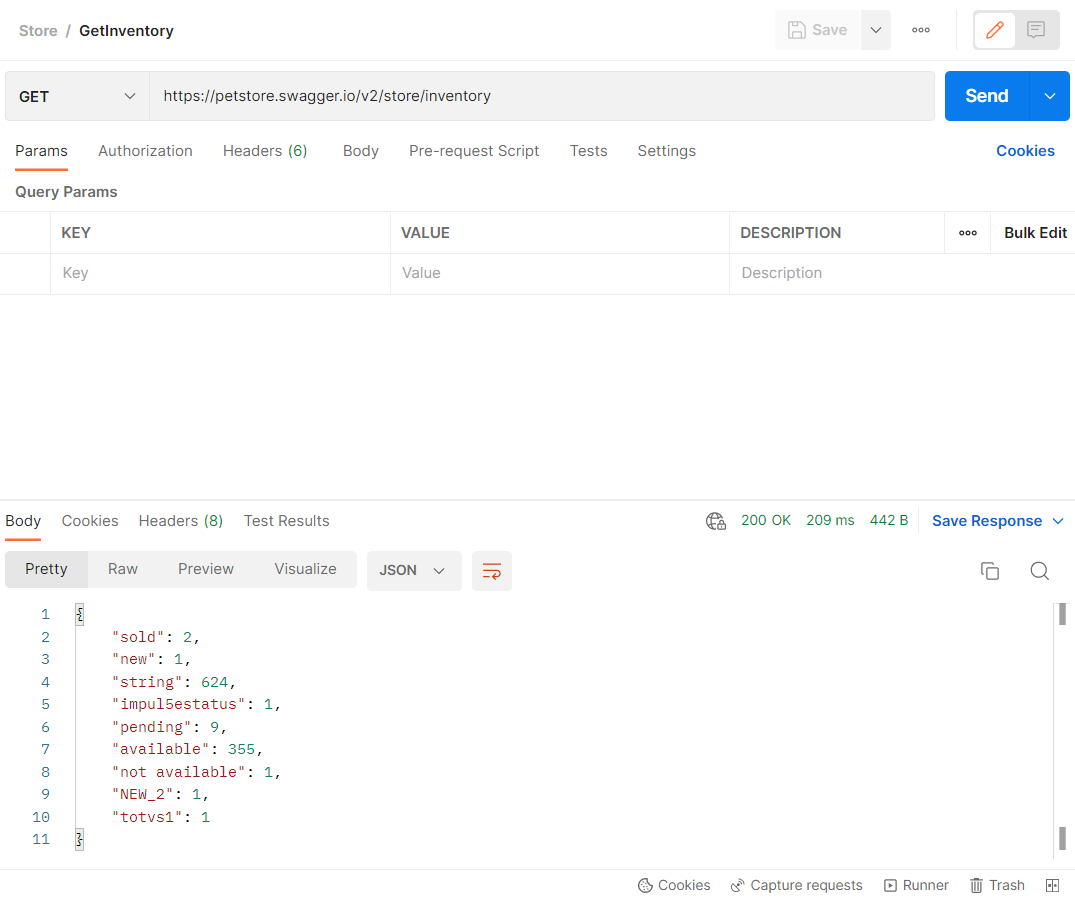 Store / GetInventory
Save
GET
https://petstore.swagger.io/v2/store/inventory
Send
Params Authorization Headers (6) Body Pre-request Script Tests Settings Cookies
Query Params
KEY VALUE DESCRIPTION Bulk Edit
Key Value Description
Body Cookies Headers (8) Test Results 200 OK 209 ms 442 B Save Response
Pretty Raw Preview Visualize JSON
1 {
2 "sold": 2,
3 "new": 1,
4 "string": 624,
5 "impul5estatus": 1,
6 "pending": 9,
7 "available": 355,
8 "not available": 1,
9 "NEW_2": 1,
10 "totvs1": 1
11 }
Cookies Capture requests Runner Trash